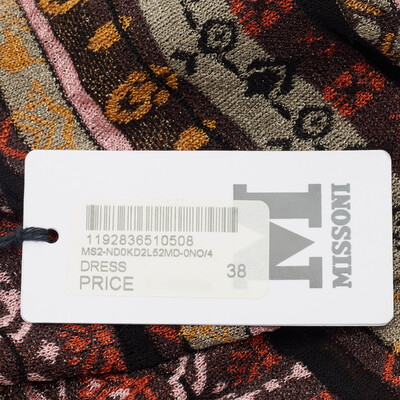 1192836510508
MS2-ND0KD2L52MD-0NO/4
DRESS
38
PRICE
M
MISSONI